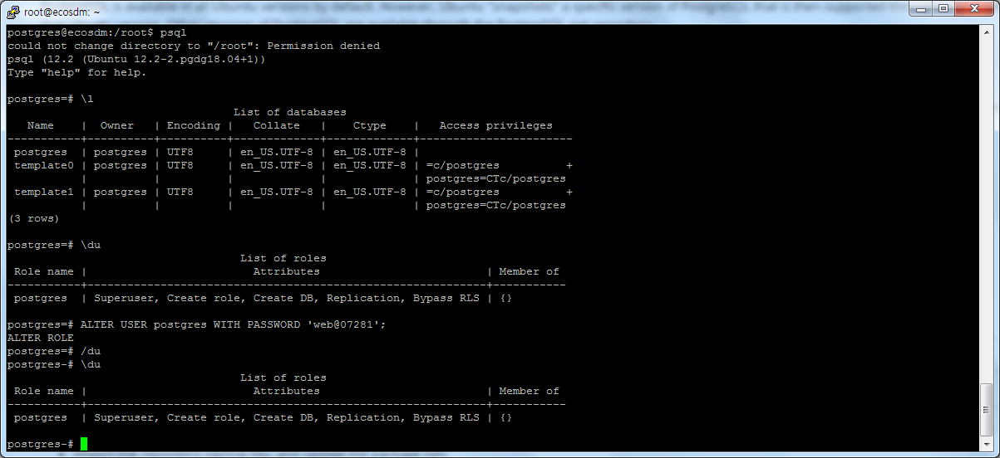 root@ecosdm: ~
postgres@ecosdm:/root$ psql
could not change directory to "/root": Permission denied
psql (12.2 (Ubuntu 12.2-2.pgdg18.04+1))
Type "help" for help.

postgres=# \l
                                  List of databases
   Name    |  Owner   | Encoding |   Collate   |    Ctype    |   Access privileges
-----------+----------+----------+-------------+-------------+-----------------------
 postgres  | postgres | UTF8     | en_US.UTF-8 | en_US.UTF-8 |
 template0 | postgres | UTF8     | en_US.UTF-8 | en_US.UTF-8 | =c/postgres          +
           |          |          |             |             | postgres=CTc/postgres
 template1 | postgres | UTF8     | en_US.UTF-8 | en_US.UTF-8 | =c/postgres          +
           |          |          |             |             | postgres=CTc/postgres
(3 rows)

postgres=# \du
                                   List of roles
 Role name |                         Attributes                         | Member of
-----------+------------------------------------------------------------+-----------
 postgres  | Superuser, Create role, Create DB, Replication, Bypass RLS | {}

postgres=# ALTER USER postgres WITH PASSWORD 'web@07281';
ALTER ROLE
postgres=# /du
postgres-# \du
                                   List of roles
 Role name |                         Attributes                         | Member of
-----------+------------------------------------------------------------+-----------
 postgres  | Superuser, Create role, Create DB, Replication, Bypass RLS | {}

postgres-#